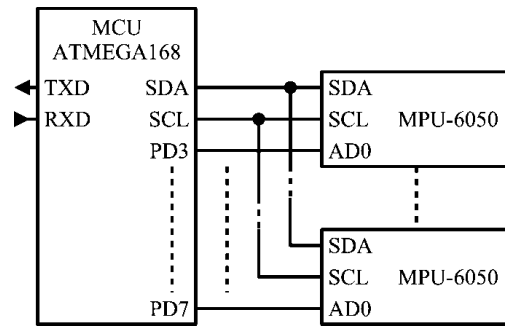 MCU
ATMEGA168
TXD SDA
RXD SCL
PD3
PD7
SDA
SCL MPU-6050
AD0
SDA
SCL MPU-6050
AD0